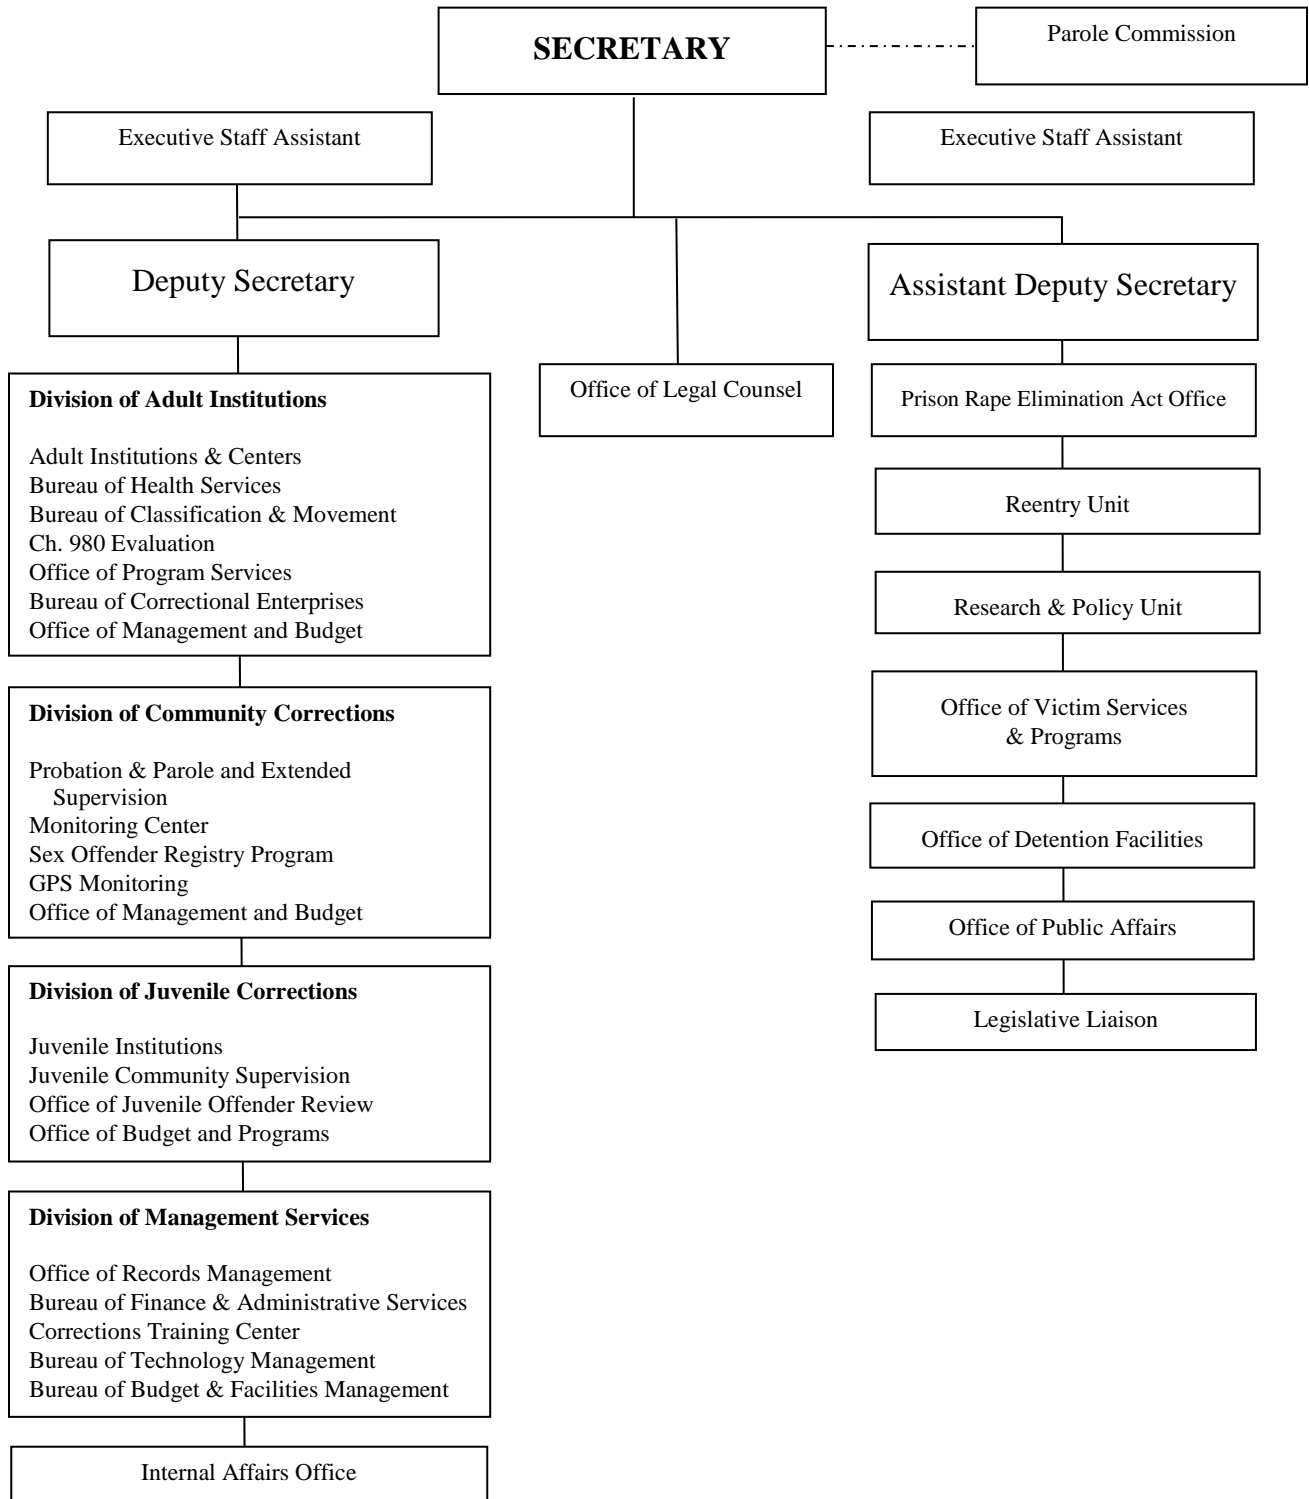 SECRETARY
Parole Commission
Executive Staff Assistant
Executive Staff Assistant
Deputy Secretary
Assistant Deputy Secretary
Division of Adult Institutions
Adult Institutions & Centers
Bureau of Health Services
Bureau of Classification & Movement
Ch. 980 Evaluation
Office of Program Services
Bureau of Correctional Enterprises
Office of Management and Budget
Division of Community Corrections
Probation & Parole and Extended
Supervision
Monitoring Center
Sex Offender Registry Program
GPS Monitoring
Office of Management and Budget
Division of Juvenile Corrections
Juvenile Institutions
Juvenile Community Supervision
Office of Juvenile Offender Review
Office of Budget and Programs
Division of Management Services
Office of Records Management
Bureau of Finance & Administrative Services
Corrections Training Center
Bureau of Technology Management
Bureau of Budget & Facilities Management
Internal Affairs Office
Office of Legal Counsel
Prison Rape Elimination Act Office
Reentry Unit
Research & Policy Unit
Office of Victim Services
& Programs
Office of Detention Facilities
Office of Public Affairs
Legislative Liaison